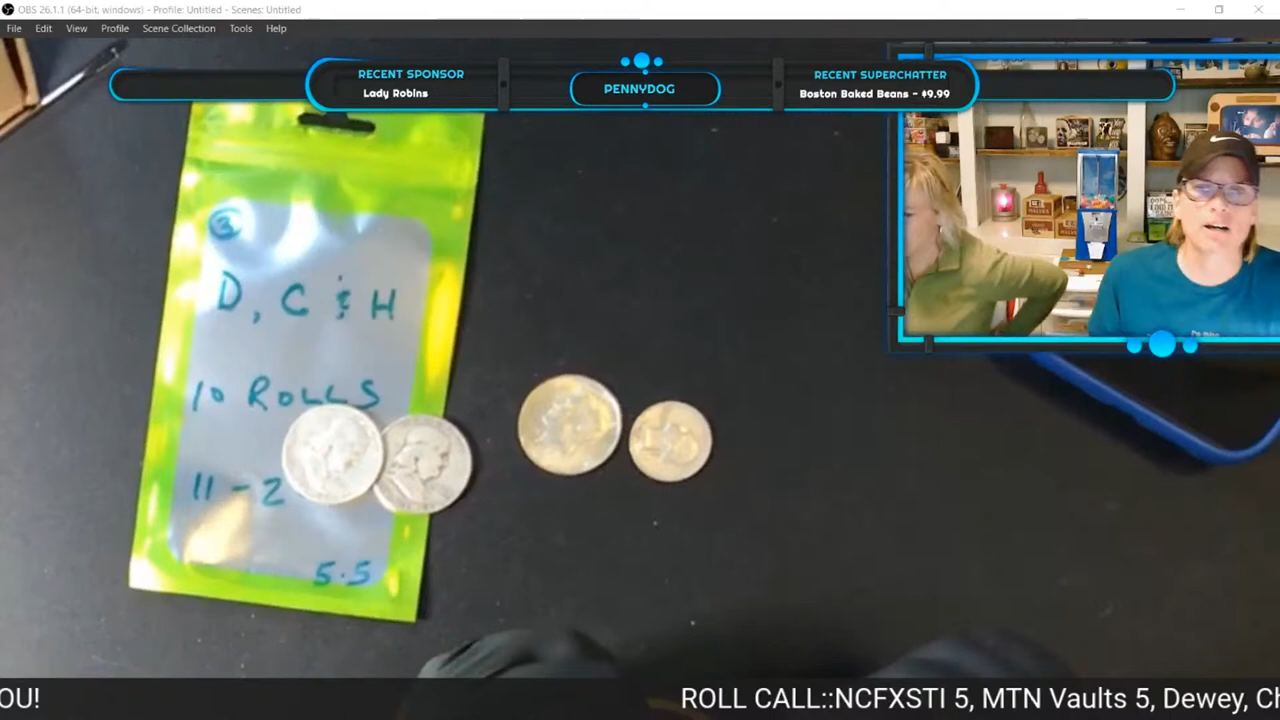 OBS 26.1.1 (64-bit, windows) - Profile: Untitled - Scenes: Untitled
File Edit View Profile Scene Collection Tools Help
RECENT SPONSOR
Lady Robins
PENNYDOG
RECENT SUPERCHATTER
Boston Baked Beans - $9.99
3
D, C & H
10 ROLLS
11-2
5.5
OU!
ROLL CALL::NCFXSTI 5, MTN Vaults 5, Dewey, Ch